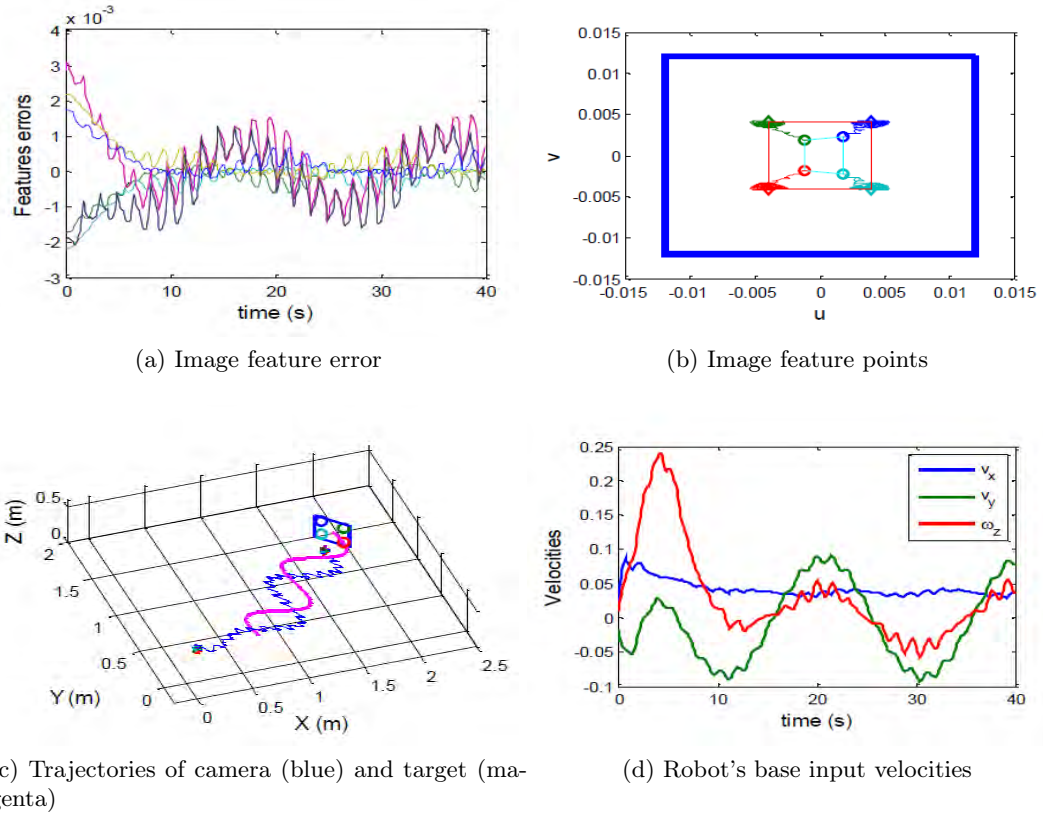 x 10^-3
4
3
2
1
0
-1
-2
-3
Features errors
0 10 20 30 40
time (s)
(a) Image feature error
0.015
0.01
0.005
0
-0.005
-0.01
-0.015
v
-0.015 -0.01 -0.005 0 0.005 0.01 0.015
u
(b) Image feature points
0.5
0
Z (m)
2
1.5
1
0.5
0
Y (m)
0
0.5
1
1.5
2
2.5
X (m)
c) Trajectories of camera (blue) and target (ma-
genta)
0.25
0.2
0.15
0.1
0.05
0
-0.05
-0.1
Velocities
v_x
v_y
ω_z
0 10 20 30 40
time (s)
(d) Robot's base input velocities